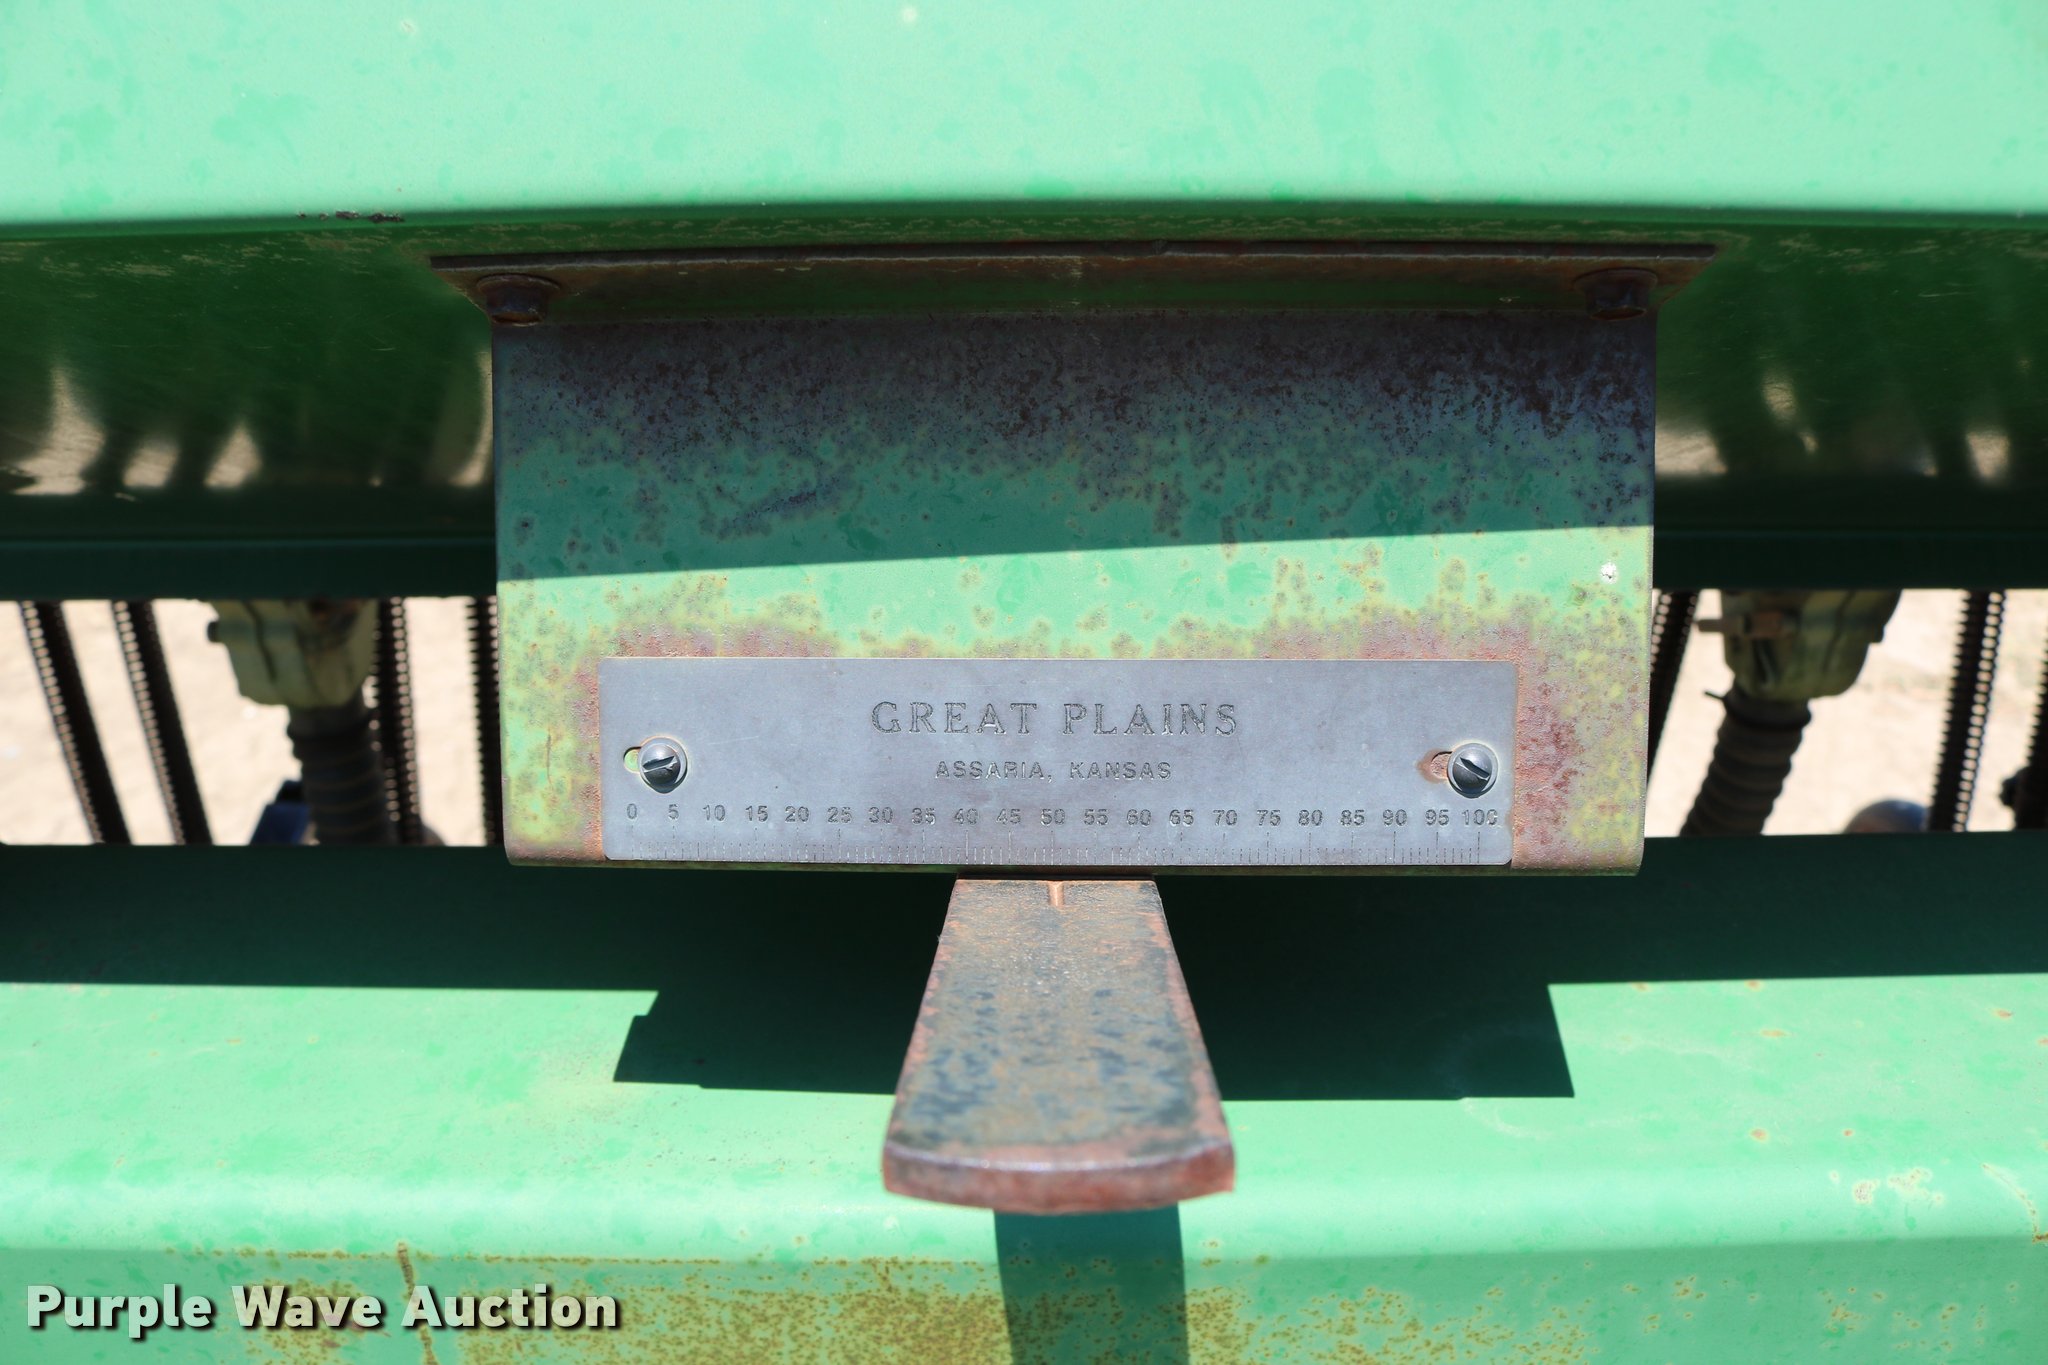 GREAT PLAINS
ASSARIA, KANSAS
0 5 10 15 20 25 30 35 40 45 50 55 60 65 70 75 80 85 90 95 100
Purple Wave Auction